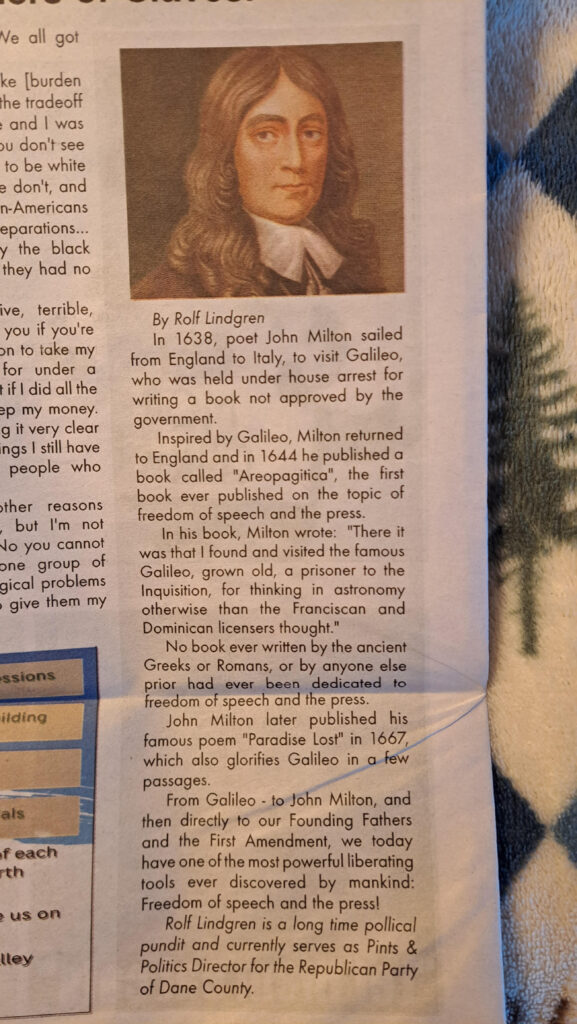 We all got
ke [burden
the tradeoff
e and I was
ou don't see
to be white
e don't, and
n-Americans
eparations...
y the black
they had no
ive, terrible,
you if you're
on to take my
for under a
t if I did all the
ep my money.
g it very clear
ings I still have
people who
other reasons
, but I'm not
No you cannot
one group of
gical problems
o give them my
essions
ilding
als
of each
rth
e us on
lley
By Rolf Lindgren
In 1638, poet John Milton sailed
from England to Italy, to visit Galileo,
who was held under house arrest for
writing a book not approved by the
government.
Inspired by Galileo, Milton returned
to England and in 1644 he published a
book called "Areopagitica", the first
book ever published on the topic of
freedom of speech and the press.
In his book, Milton wrote: "There it
was that I found and visited the famous
Galileo, grown old, a prisoner to the
Inquisition, for thinking in astronomy
otherwise than the Franciscan and
Dominican licensers thought."
No book ever written by the ancient
Greeks or Romans, or by anyone else
prior had ever been dedicated to
freedom of speech and the press.
John Milton later published his
famous poem "Paradise Lost" in 1667,
which also glorifies Galileo in a few
passages.
From Galileo - to John Milton, and
then directly to our Founding Fathers
and the First Amendment, we today
have one of the most powerful liberating
tools ever discovered by mankind:
Freedom of speech and the press!
Rolf Lindgren is a long time pollical
pundit and currently serves as Pints &
Politics Director for the Republican Party
of Dane County.